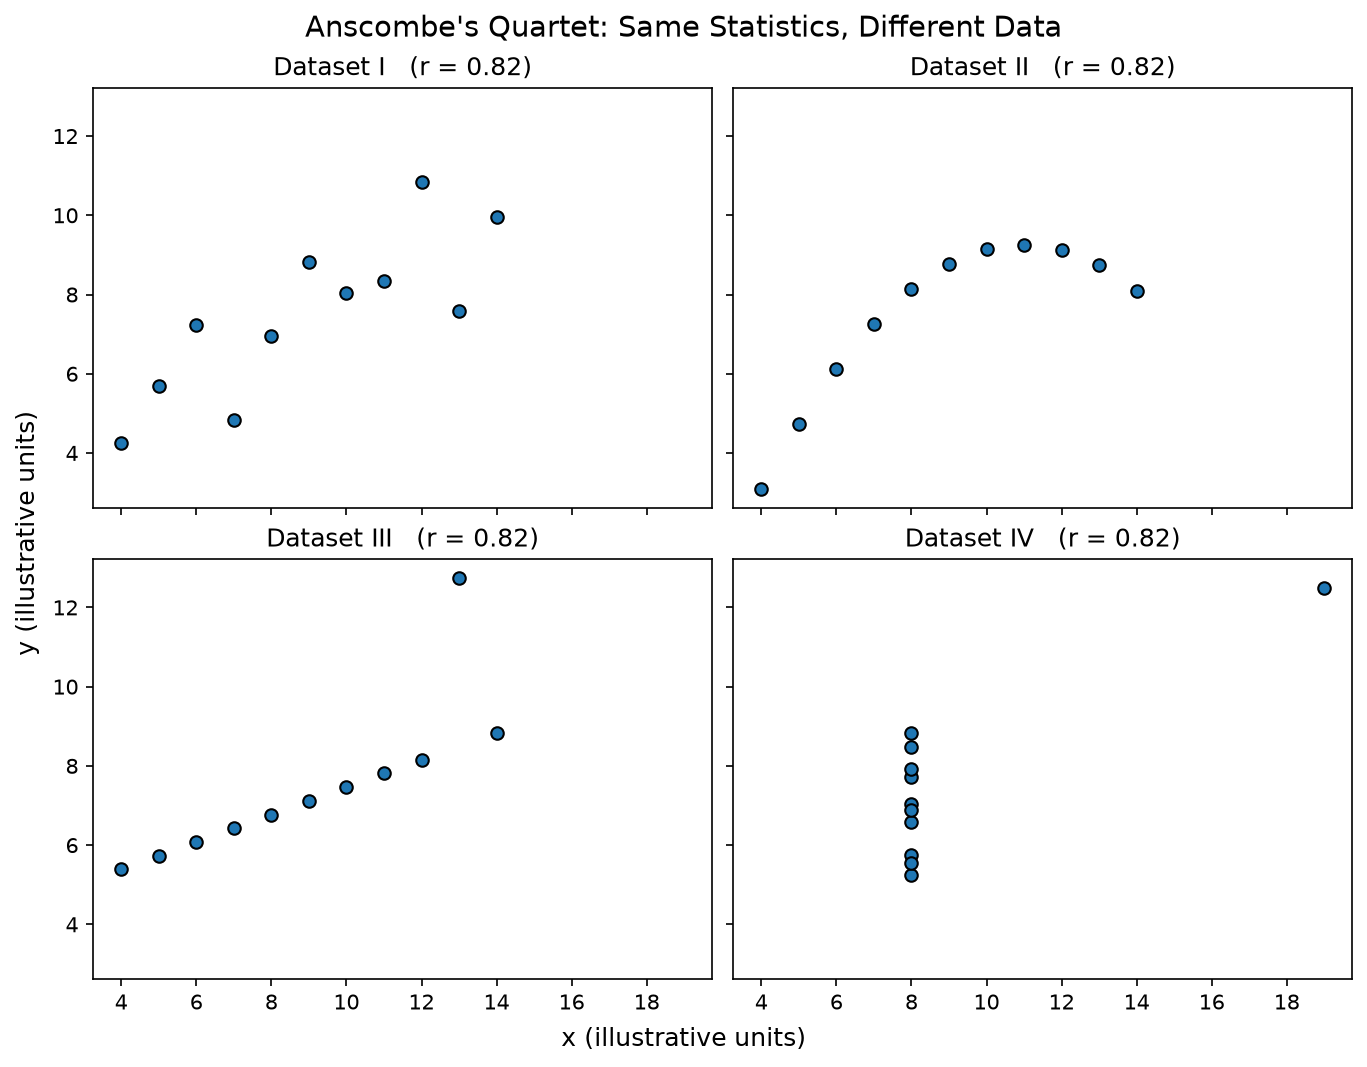 Anscombe's Quartet: Same Statistics, Different Data
Dataset I (r = 0.82)
Dataset II (r = 0.82)
12
10
8
6
4
Dataset III (r = 0.82)
Dataset IV (r = 0.82)
y (illustrative units)
12
10
8
6
4
4 6 8 10 12 14 16 18
4 6 8 10 12 14 16 18
x (illustrative units)